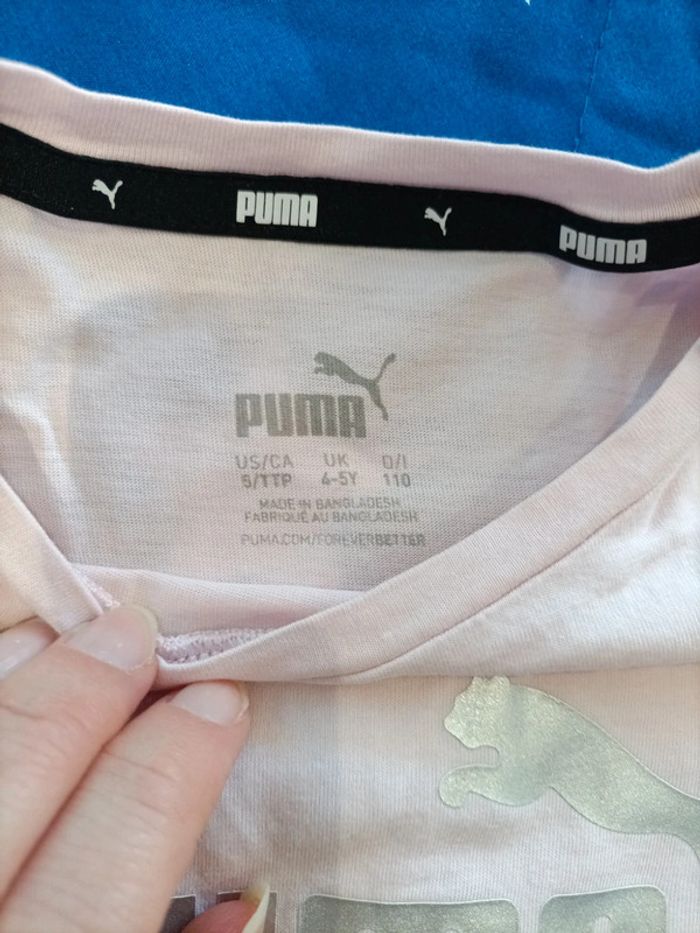 PUMA PUMA
PUMA
US/CA UK D/I
5/TTP 4-5Y 110
MADE IN BANGLADESH
FABRIQUÉ AU BANGLADESH
PUMA.COM/FOREVERBETTER